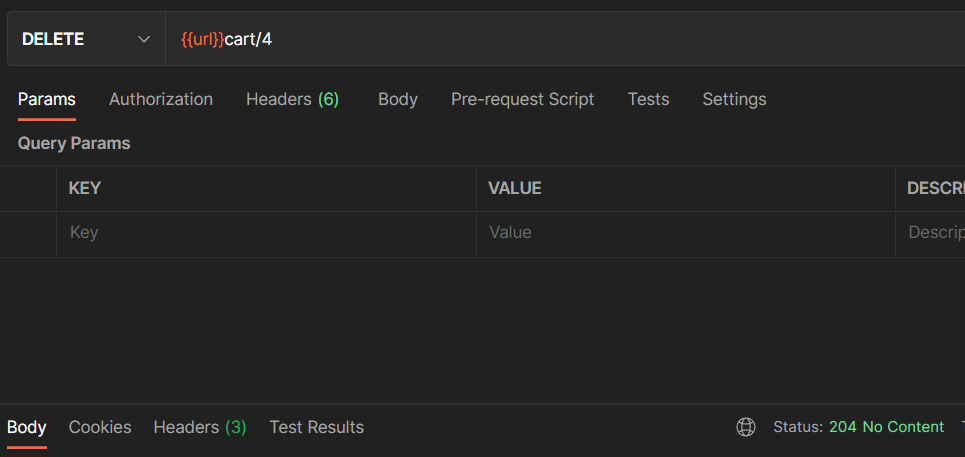 DELETE {{url}}cart/4
Params Authorization Headers (6) Body Pre-request Script Tests Settings
Query Params
KEY VALUE DESCRI
Key Value Descrip
Body Cookies Headers (3) Test Results Status: 204 No Content